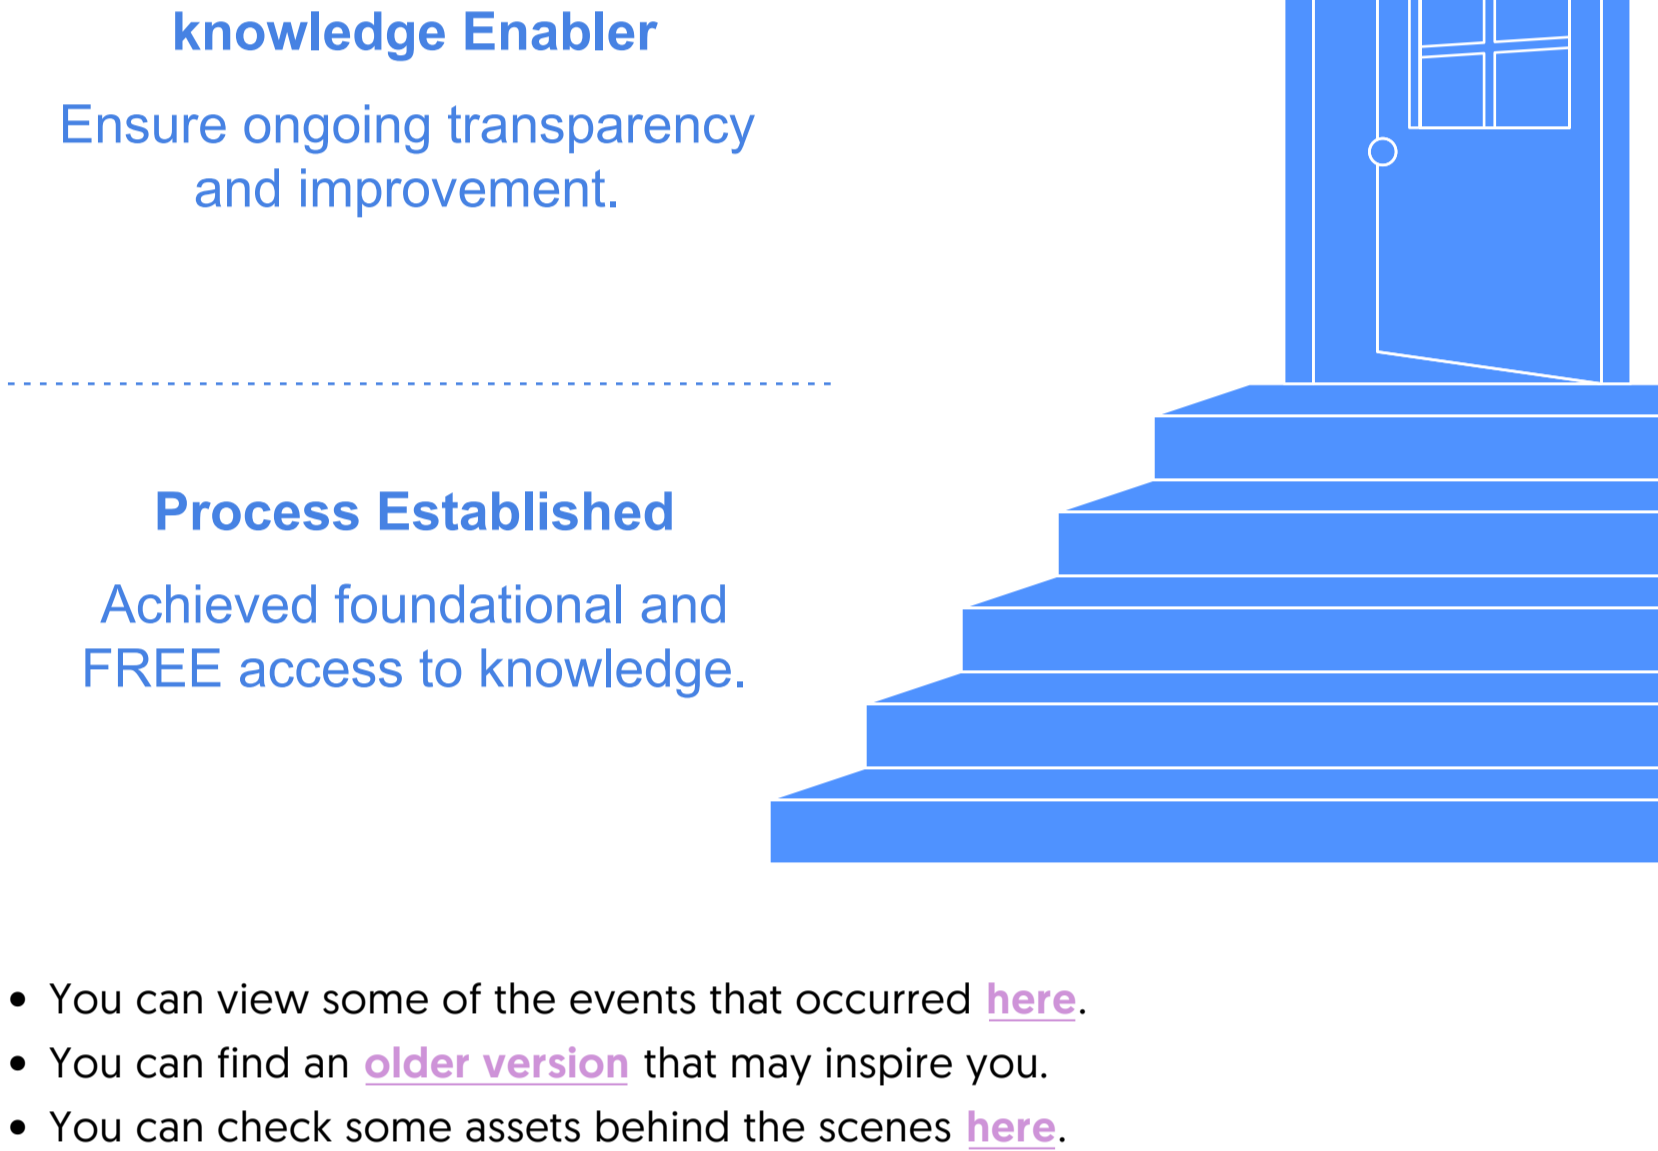 knowledge Enabler
Ensure ongoing transparency
and improvement.
Process Established
Achieved foundational and
FREE access to knowledge.
• You can view some of the events that occurred here.
• You can find an older version that may inspire you.
• You can check some assets behind the scenes here.